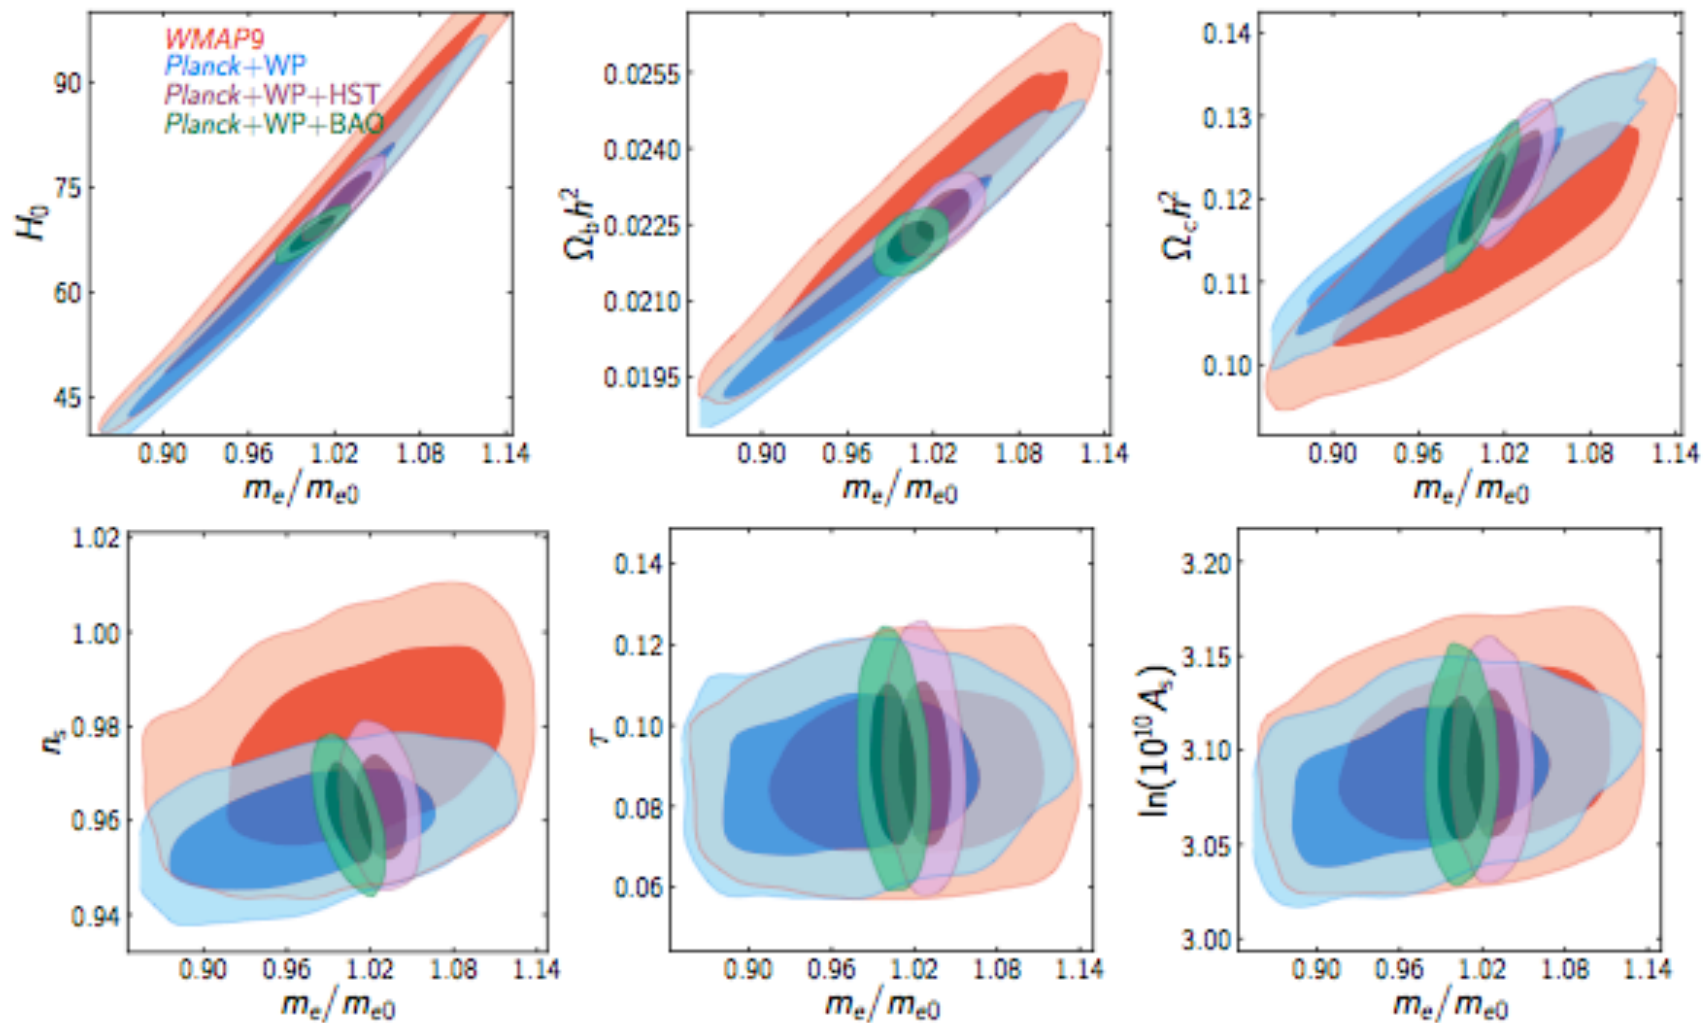 WMAP9
Planck+WP
Planck+WP+HST
Planck+WP+BAO
90
75
60
45
H₀
0.90 0.96 1.02 1.08 1.14
mₑ/mₑ₀
0.0255
0.0240
0.0225
0.0210
0.0195
Ω_b h²
0.90 0.96 1.02 1.08 1.14
mₑ/mₑ₀
0.14
0.13
0.12
0.11
0.10
Ω_c h²
0.90 0.96 1.02 1.08 1.14
mₑ/mₑ₀
1.02
1.00
0.98
0.96
0.94
nₛ
0.90 0.96 1.02 1.08 1.14
mₑ/mₑ₀
0.14
0.12
0.10
0.08
0.06
τ
0.90 0.96 1.02 1.08 1.14
mₑ/mₑ₀
3.20
3.15
3.10
3.05
3.00
ln(10¹⁰ Aₛ)
0.90 0.96 1.02 1.08 1.14
mₑ/mₑ₀